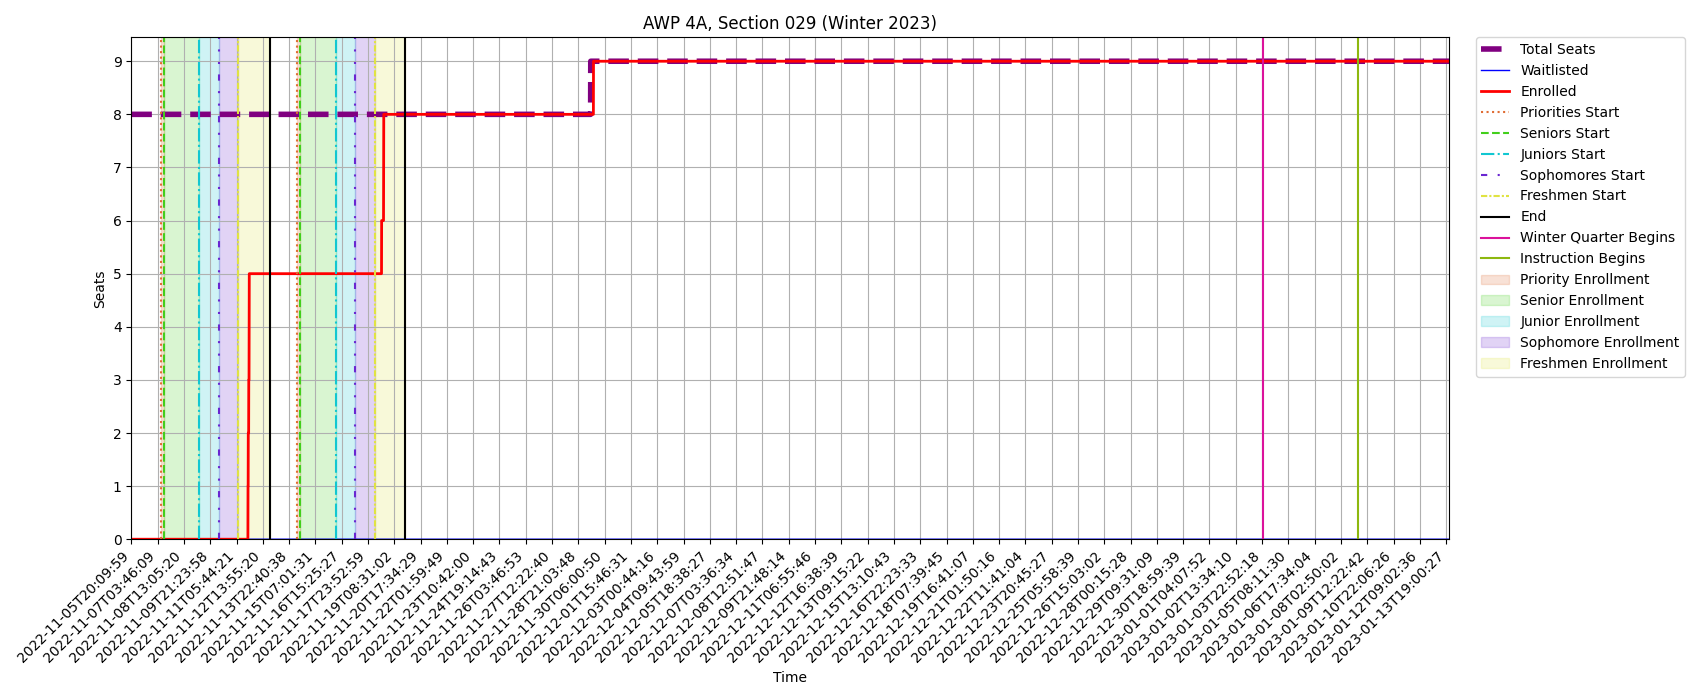 AWP 4A, Section 029 (Winter 2023)
Seats
9
8
7
6
5
4
3
2
1
0
2022-11-05T20:09:59
2022-11-07T03:46:09
2022-11-08T13:05:20
2022-11-09T21:23:58
2022-11-11T05:44:21
2022-11-12T13:55:20
2022-11-13T22:40:38
2022-11-15T07:01:31
2022-11-16T15:25:27
2022-11-17T23:52:59
2022-11-19T08:31:02
2022-11-20T17:34:29
2022-11-22T01:59:49
2022-11-23T10:42:00
2022-11-24T19:14:43
2022-11-26T03:46:53
2022-11-27T12:22:40
2022-11-28T21:03:48
2022-11-30T06:00:50
2022-12-01T15:46:31
2022-12-03T00:44:16
2022-12-04T09:43:59
2022-12-05T18:38:27
2022-12-07T03:36:34
2022-12-08T12:51:47
2022-12-09T21:48:14
2022-12-11T06:55:46
2022-12-12T16:38:39
2022-12-13T09:15:22
2022-12-15T13:10:43
2022-12-16T22:23:33
2022-12-18T07:39:45
2022-12-19T16:41:07
2022-12-21T01:50:16
2022-12-22T11:41:04
2022-12-23T20:45:27
2022-12-25T05:58:39
2022-12-26T15:03:02
2022-12-28T00:15:28
2022-12-29T09:31:09
2022-12-30T18:59:39
2023-01-01T04:07:52
2023-01-02T13:34:10
2023-01-03T22:52:18
2023-01-05T08:11:30
2023-01-06T17:34:04
2023-01-08T02:50:02
2023-01-09T12:22:42
2023-01-10T22:06:26
2023-01-12T09:02:36
2023-01-13T19:00:27
Time
Total Seats
Waitlisted
Enrolled
Priorities Start
Seniors Start
Juniors Start
Sophomores Start
Freshmen Start
End
Winter Quarter Begins
Instruction Begins
Priority Enrollment
Senior Enrollment
Junior Enrollment
Sophomore Enrollment
Freshmen Enrollment